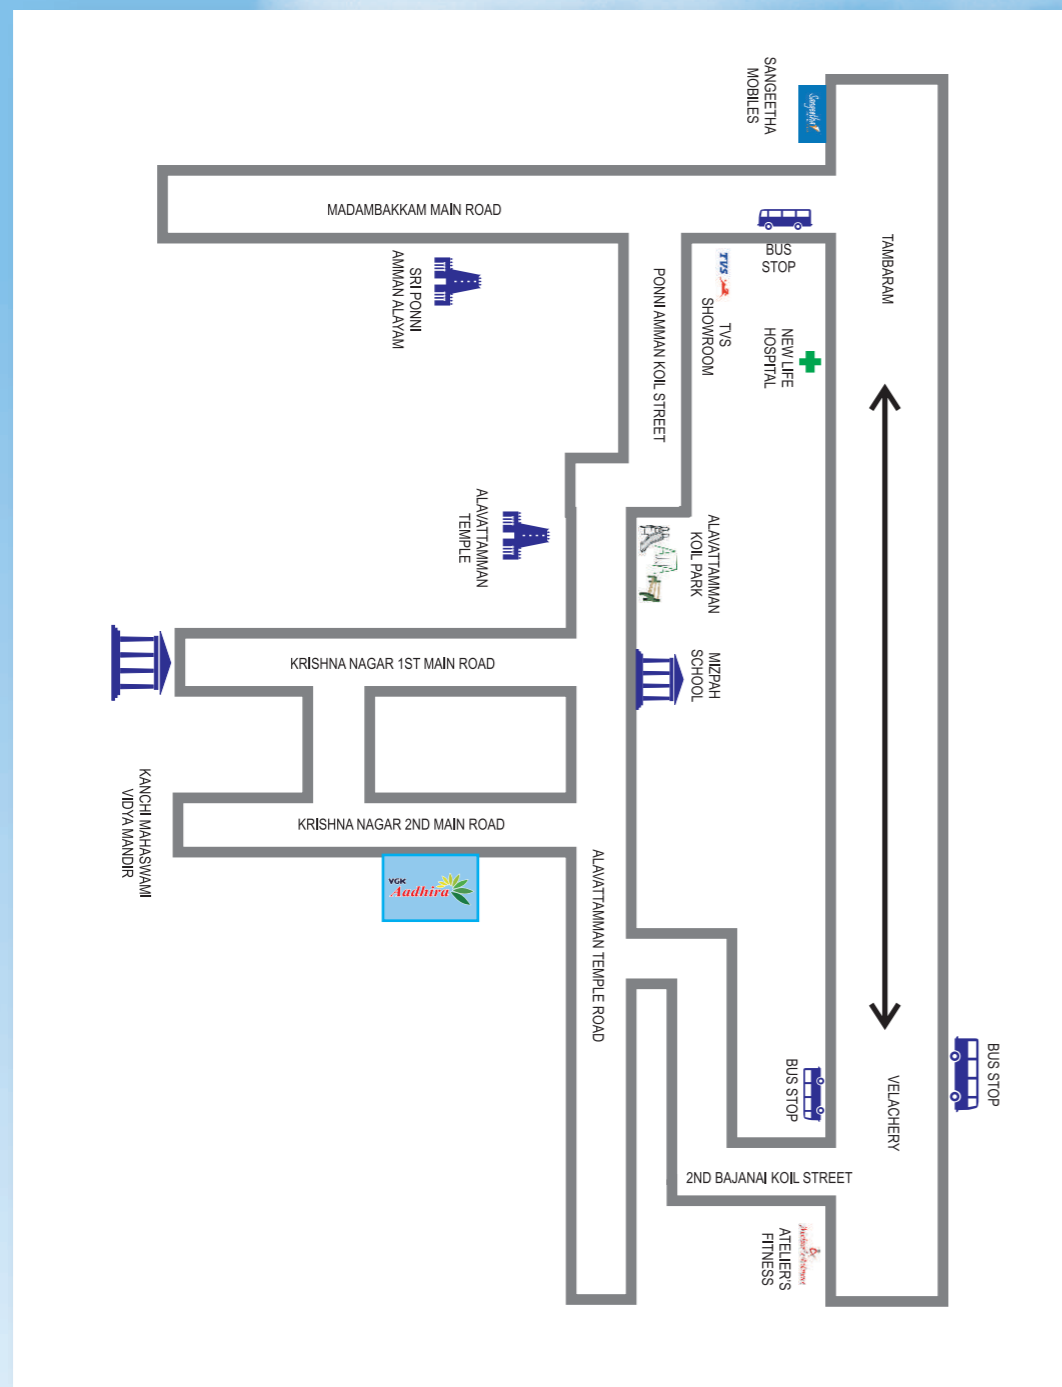 SANGEETHA
MOBILES
Sangeetha
MADAMBAKKAM MAIN ROAD
BUS
STOP
TAMBARAM
SRI PONNI
AMMAN ALAYAM
PONNI AMMAN KOIL STREET
TVS
TVS
SHOWROOM
NEW LIFE
HOSPITAL
ALAVATTAMMAN
TEMPLE
ALAVATTAMMAN
KOIL PARK
KRISHNA NAGAR 1ST MAIN ROAD
MIZPAH
SCHOOL
KANCHI MAHASWAMI
VIDYA MANDIR
KRISHNA NAGAR 2ND MAIN ROAD
VGK
Aadhira
ALAVATTAMMAN TEMPLE ROAD
BUS STOP
BUS STOP
VELACHERY
2ND BAJANAI KOIL STREET
ATELIER'S
FITNESS